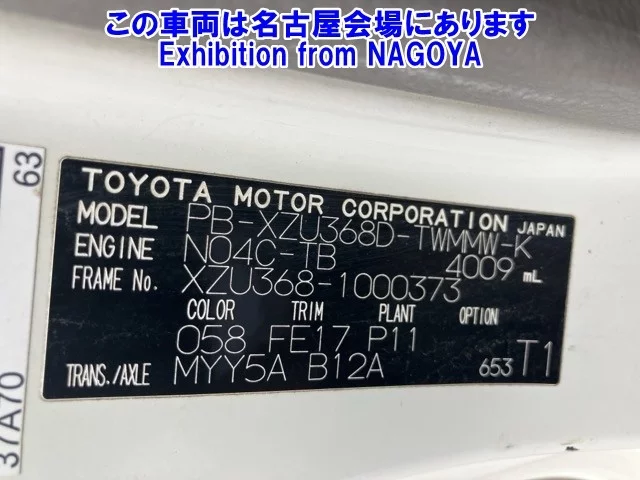 この車両は名古屋会場にあります
Exhibition from NAGOYA
TOYOTA MOTOR CORPORATION JAPAN
MODEL PB-XZU368D-TWMMW-K
ENGINE N04C-TB 4009 mL
FRAME No. XZU368-1000373
COLOR TRIM PLANT OPTION
058 FE17 P11
TRANS./AXLE MYY5A B12A 653 T1
63
37A70